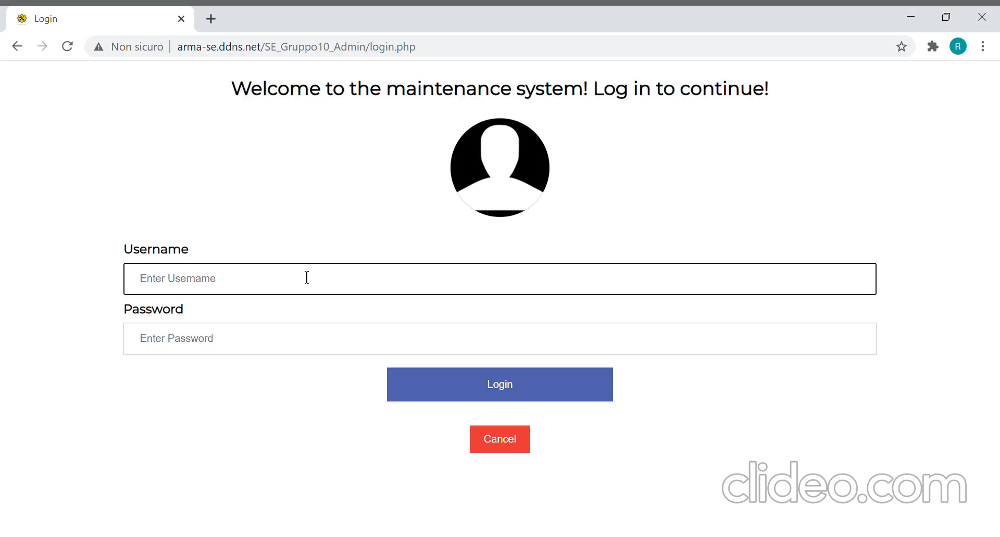 Login
Non sicuro | arma-se.ddns.net/SE_Gruppo10_Admin/login.php
R
Welcome to the maintenance system! Log in to continue!
Username
Enter Username
Password
Enter Password
Login
Cancel
clideo.com